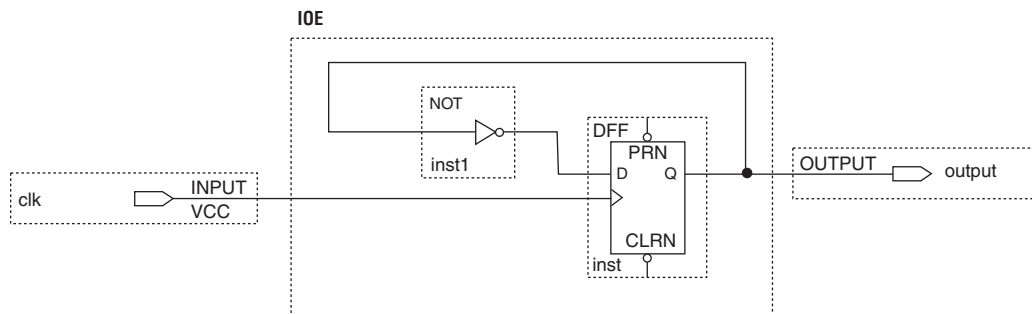 IOE
NOT
inst1
DFF
PRN
D
Q
CLRN
inst
clk
INPUT
VCC
OUTPUT
output